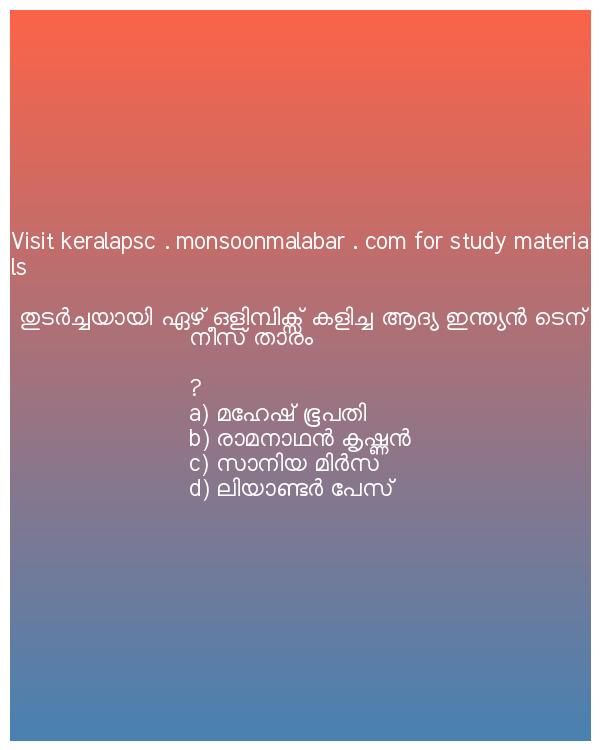 Visit keralapsc . monsoonmalabar . com for study materia
ls
തുടർച്ചയായി ഏഴ് ഒളിമ്പിക്സ് കളിച്ച ആദ്യ ഇന്ത്യൻ ടെന്
നീസ് താരം
?
a) മഹേഷ് ഭൂപതി
b) രാമനാഥൻ കൃഷ്ണൻ
c) സാനിയ മിർസ
d) ലിയാണ്ടർ പേസ്